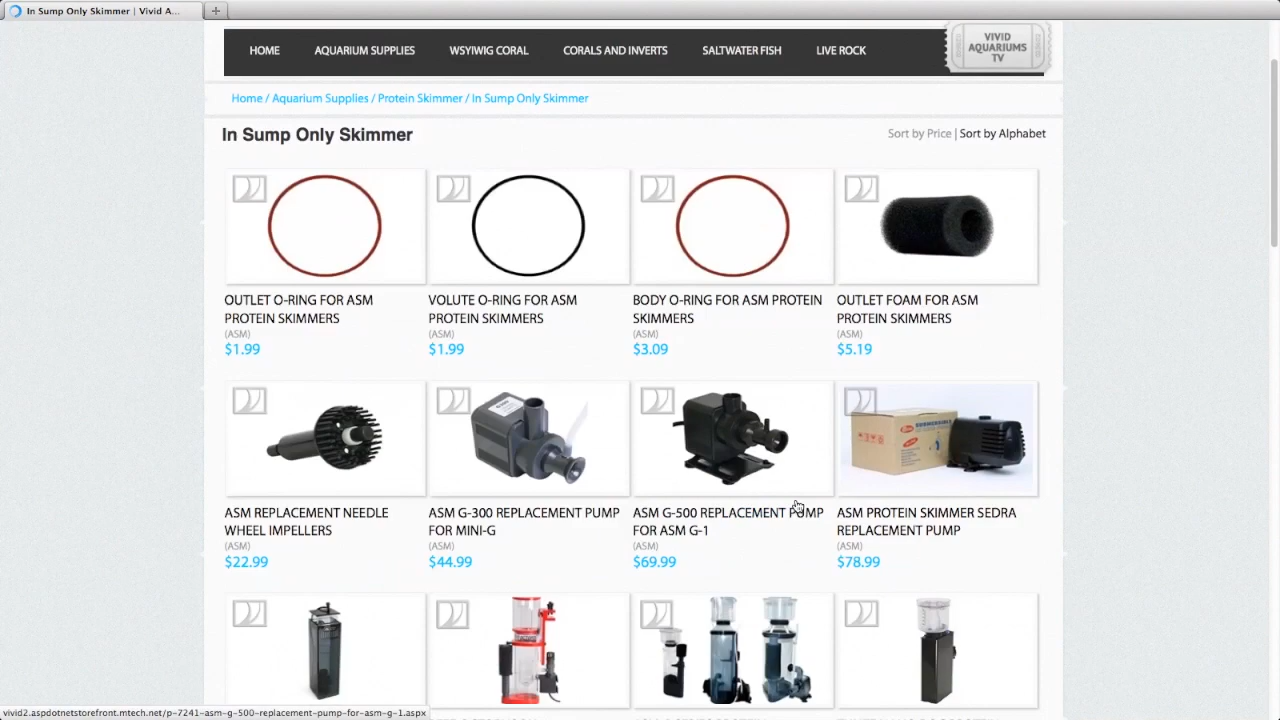 In Sump Only Skimmer | Vivid A...
HOME AQUARIUM SUPPLIES WSYIWIG CORAL CORALS AND INVERTS SALTWATER FISH LIVE ROCK
VIVID
AQUARIUMS
TV
Home / Aquarium Supplies / Protein Skimmer / In Sump Only Skimmer
In Sump Only Skimmer
Sort by Price | Sort by Alphabet
OUTLET O-RING FOR ASM
PROTEIN SKIMMERS
(ASM)
$1.99
VOLUTE O-RING FOR ASM
PROTEIN SKIMMERS
(ASM)
$1.99
BODY O-RING FOR ASM PROTEIN
SKIMMERS
(ASM)
$3.09
OUTLET FOAM FOR ASM
PROTEIN SKIMMERS
(ASM)
$5.19
ASM REPLACEMENT NEEDLE
WHEEL IMPELLERS
(ASM)
$22.99
ASM G-300 REPLACEMENT PUMP
FOR MINI-G
(ASM)
$44.99
ASM G-500 REPLACEMENT PUMP
FOR ASM G-1
(ASM)
$69.99
ASM PROTEIN SKIMMER SEDRA
REPLACEMENT PUMP
(ASM)
$78.99
vivid2.aspdotnetstorefront.mtech.net/p-7241-asm-g-500-replacement-pump-for-asm-g-1.aspx